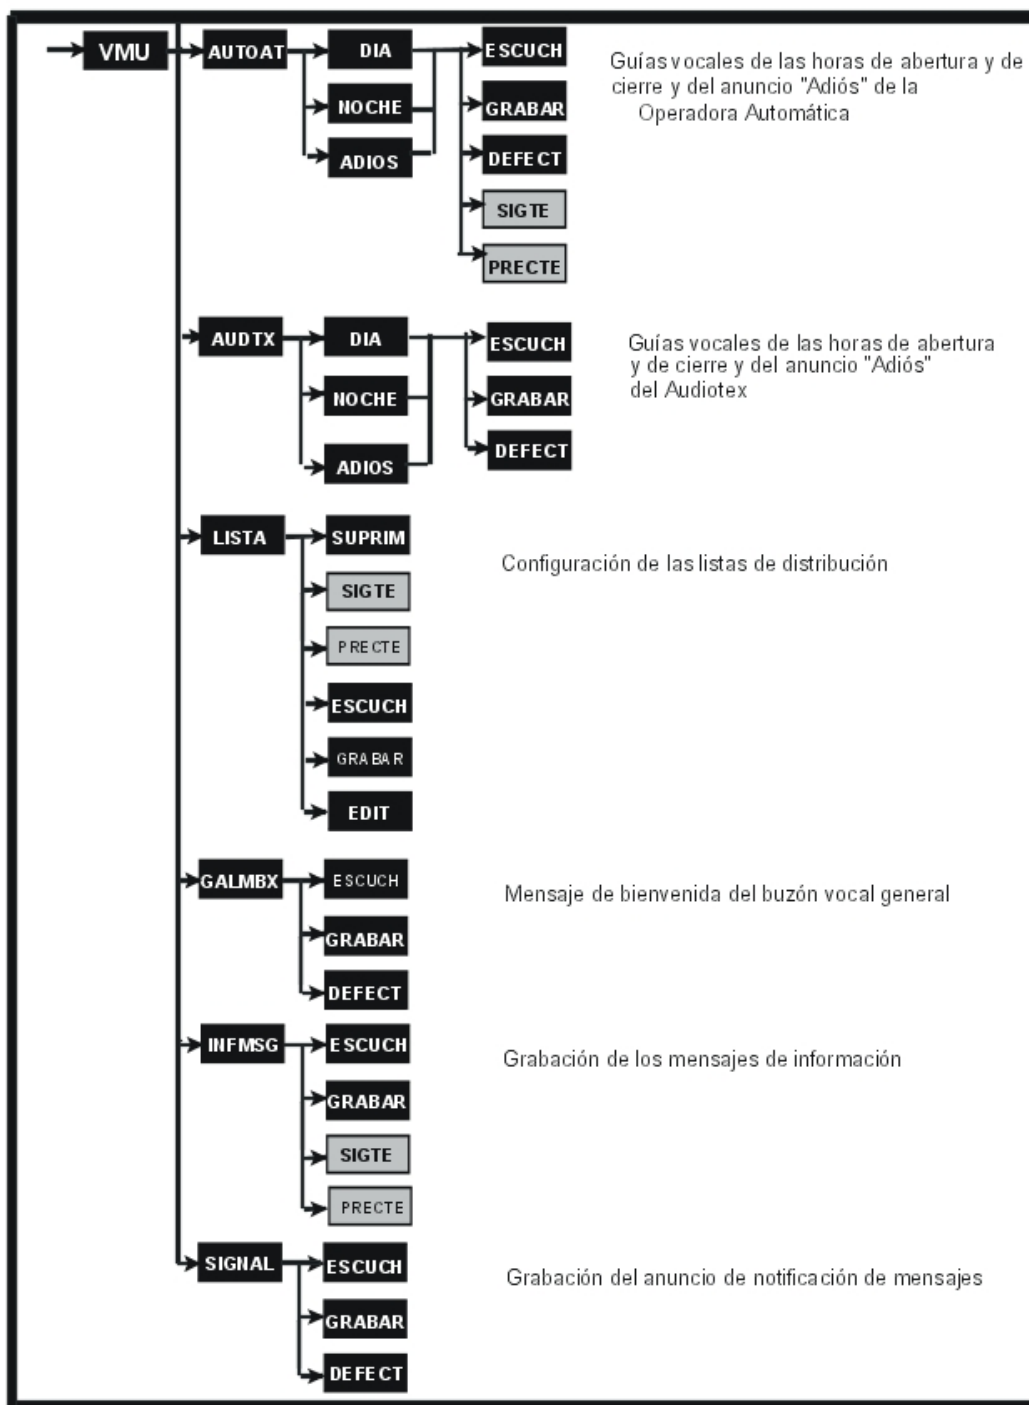 VMU
AUTOAT
DIA
NOCHE
ADIOS
ESCUCH
GRABAR
DEFECT
SIGTE
PRECTE
Guías vocales de las horas de abertura y de
cierre y del anuncio "Adiós" de la
Operadora Automática
AUDTX
DIA
NOCHE
ADIOS
ESCUCH
GRABAR
DEFECT
Guías vocales de las horas de abertura
y de cierre y del anuncio "Adiós"
del Audiotex
LISTA
SUPRIM
SIGTE
PRECTE
ESCUCH
GRABAR
EDIT
Configuración de las listas de distribución
GALMBX
ESCUCH
GRABAR
DEFECT
Mensaje de bienvenida del buzón vocal general
INFMSG
ESCUCH
GRABAR
SIGTE
PRECTE
Grabación de los mensajes de información
SIGNAL
ESCUCH
GRABAR
DEFECT
Grabación del anuncio de notificación de mensajes